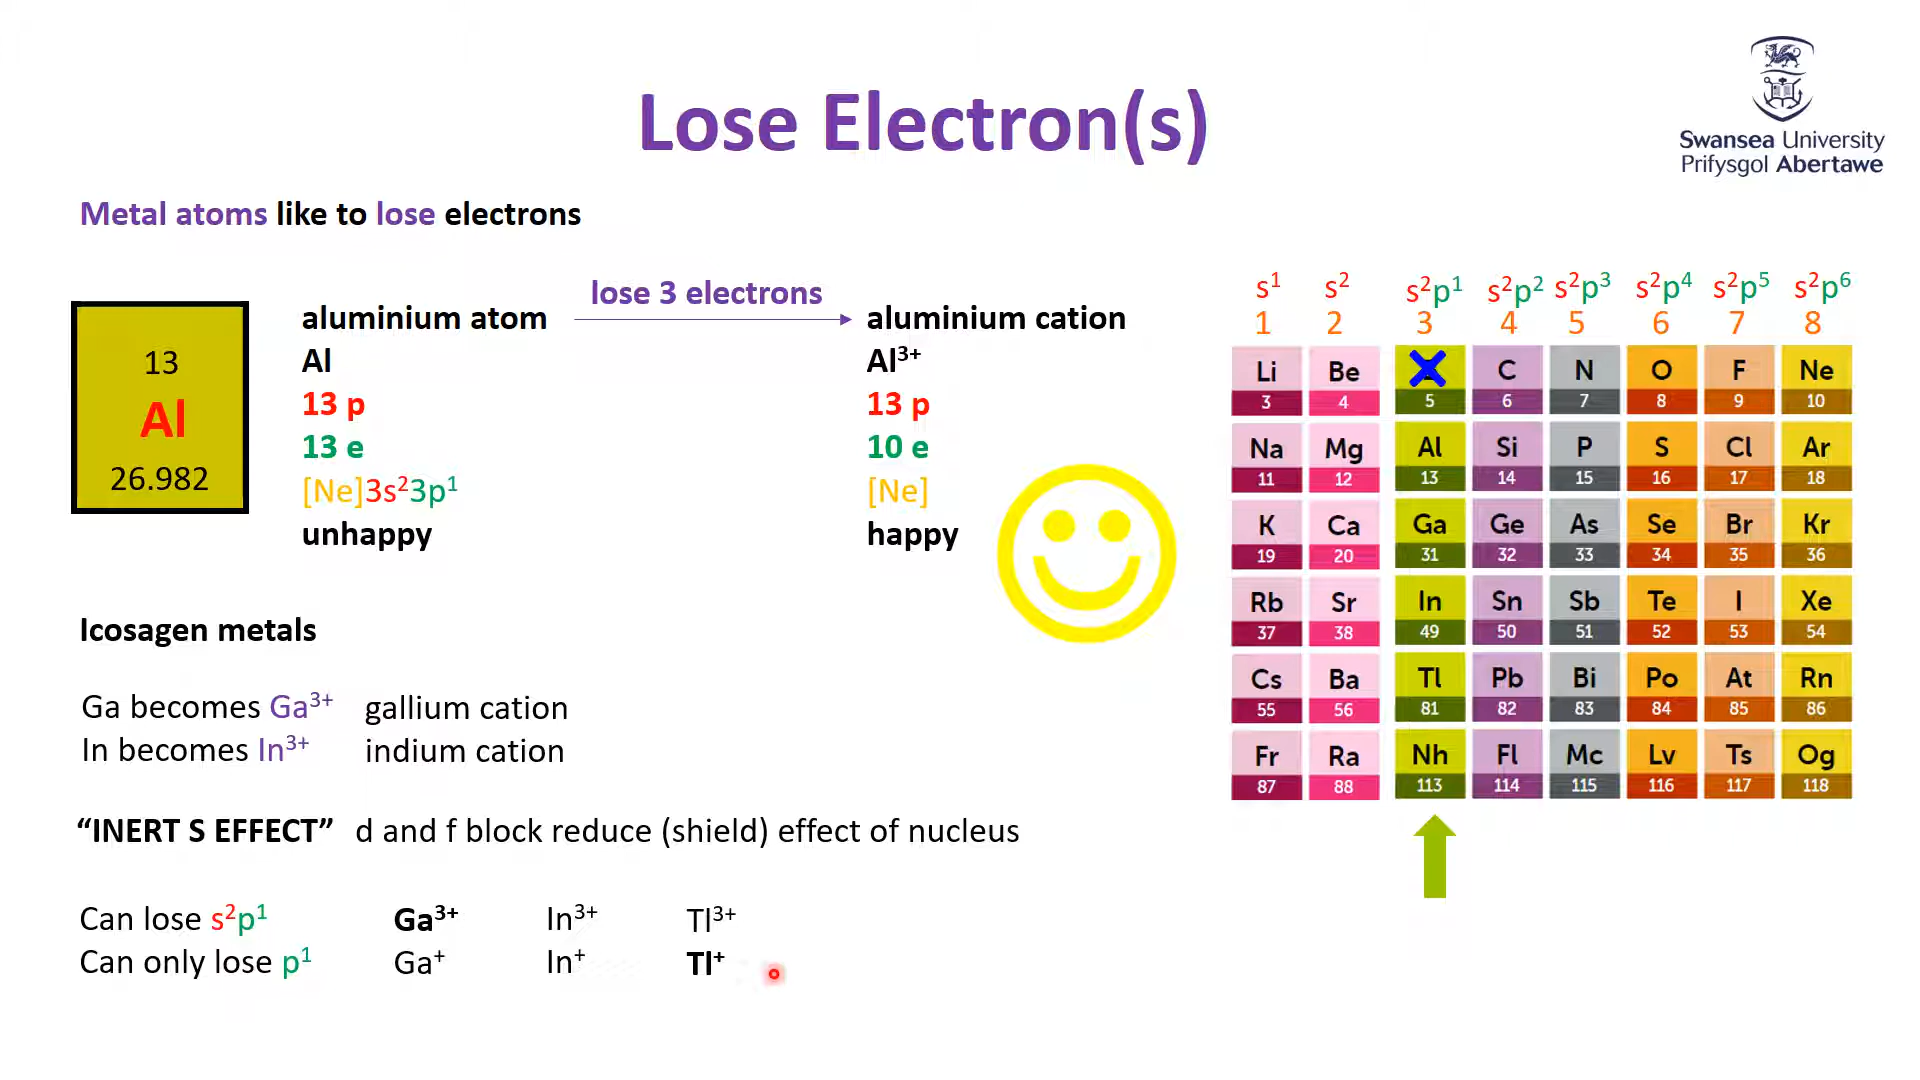 Lose Electron(s)
Swansea University
Prifysgol Abertawe
Metal atoms like to lose electrons
13
Al
26.982
aluminium atom
Al
13 p
13 e
[Ne]3s²3p¹
unhappy
lose 3 electrons
aluminium cation
Al³⁺
13 p
10 e
[Ne]
happy
Icosagen metals
Ga becomes Ga³⁺ gallium cation
In becomes In³⁺ indium cation
“INERT S EFFECT” d and f block reduce (shield) effect of nucleus
Can lose s²p¹ Ga³⁺ In³⁺ Tl³⁺
Can only lose p¹ Ga⁺ In⁺ Tl⁺
s¹ s² s²p¹ s²p² s²p³ s²p⁴ s²p⁵ s²p⁶
1 2 3 4 5 6 7 8
Li Be C N O F Ne
3 4 5 6 7 8 9 10
Na Mg Al Si P S Cl Ar
11 12 13 14 15 16 17 18
K Ca Ga Ge As Se Br Kr
19 20 31 32 33 34 35 36
Rb Sr In Sn Sb Te I Xe
37 38 49 50 51 52 53 54
Cs Ba Tl Pb Bi Po At Rn
55 56 81 82 83 84 85 86
Fr Ra Nh Fl Mc Lv Ts Og
87 88 113 114 115 116 117 118